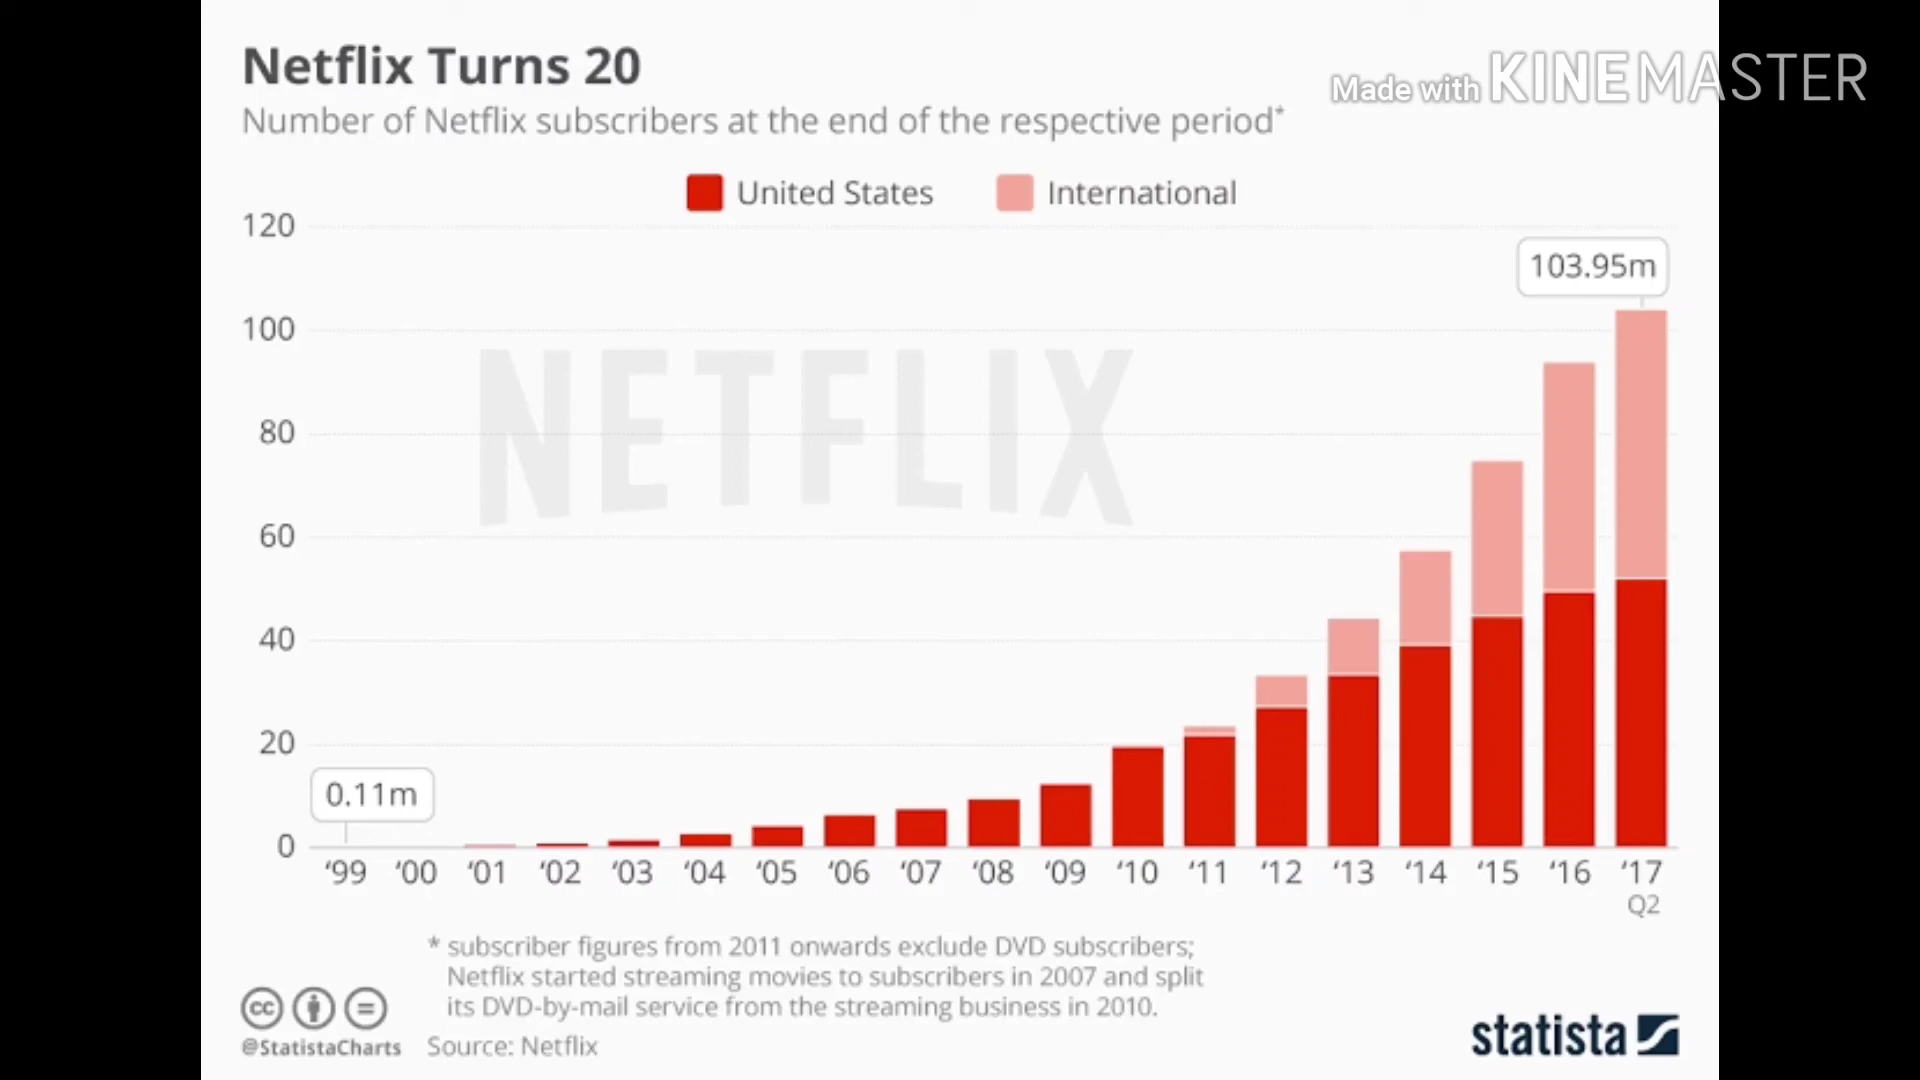 Netflix Turns 20
Made with KINEMASTER
Number of Netflix subscribers at the end of the respective period*
United States International
120
103.95m
100
NETFLIX
80
60
40
20
0.11m
0
‘99 ‘00 ‘01 ‘02 ‘03 ‘04 ‘05 ‘06 ‘07 ‘08 ‘09 ‘10 ‘11 ‘12 ‘13 ‘14 ‘15 ‘16 ‘17
Q2
* subscriber figures from 2011 onwards exclude DVD subscribers;
Netflix started streaming movies to subscribers in 2007 and split
its DVD-by-mail service from the streaming business in 2010.
cc
@StatistaCharts Source: Netflix
statista